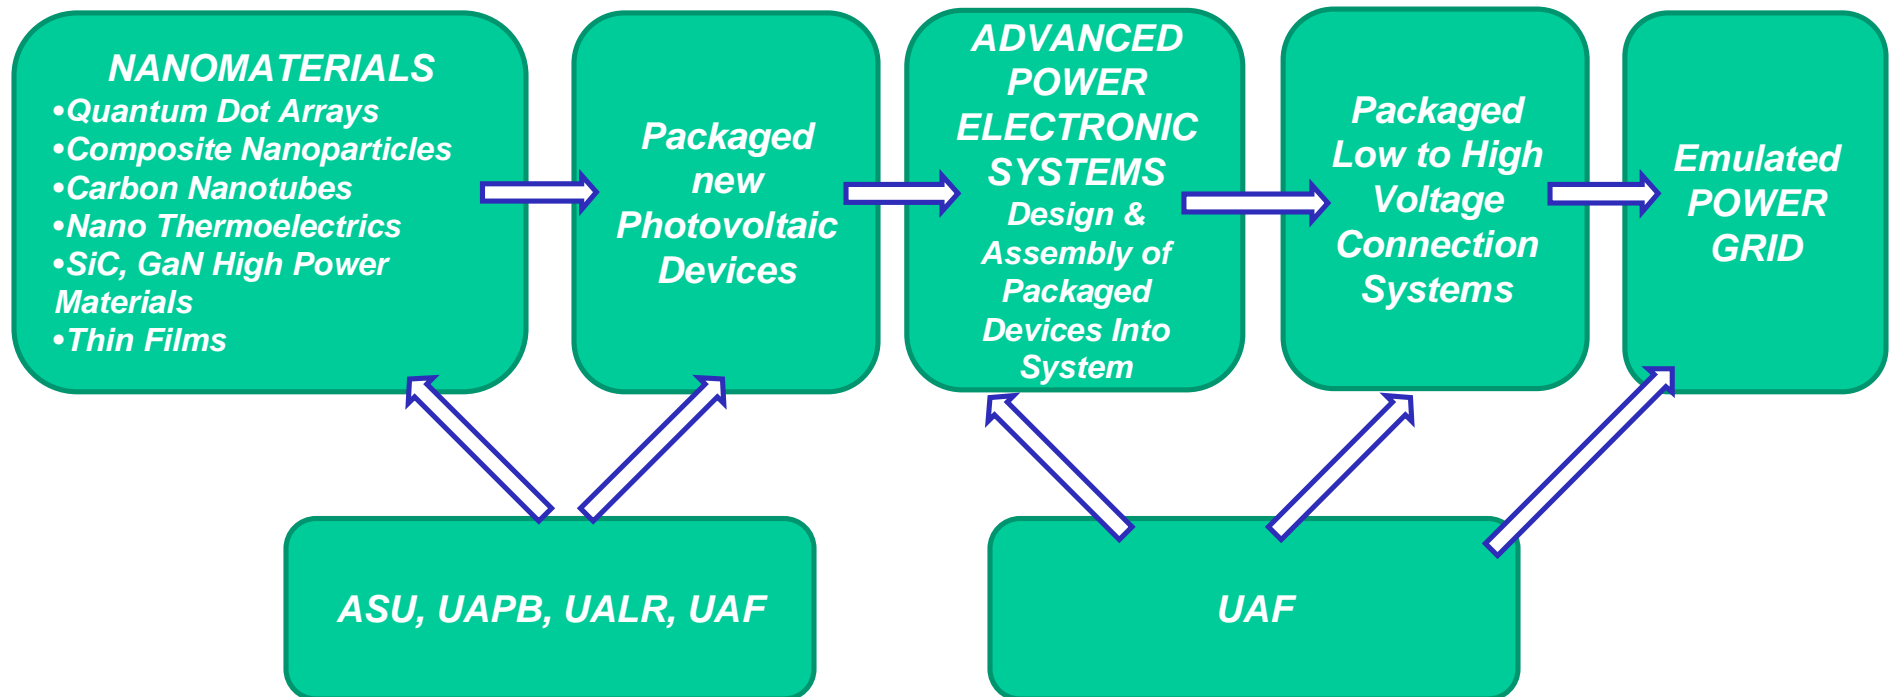 NANOMATERIALS
•Quantum Dot Arrays
•Composite Nanoparticles
•Carbon Nanotubes
•Nano Thermoelectrics
•SiC, GaN High Power
Materials
•Thin Films
Packaged
new
Photovoltaic
Devices
ADVANCED
POWER
ELECTRONIC
SYSTEMS
Design &
Assembly of
Packaged
Devices Into
System
Packaged
Low to High
Voltage
Connection
Systems
Emulated
POWER
GRID
ASU, UAPB, UALR, UAF
UAF